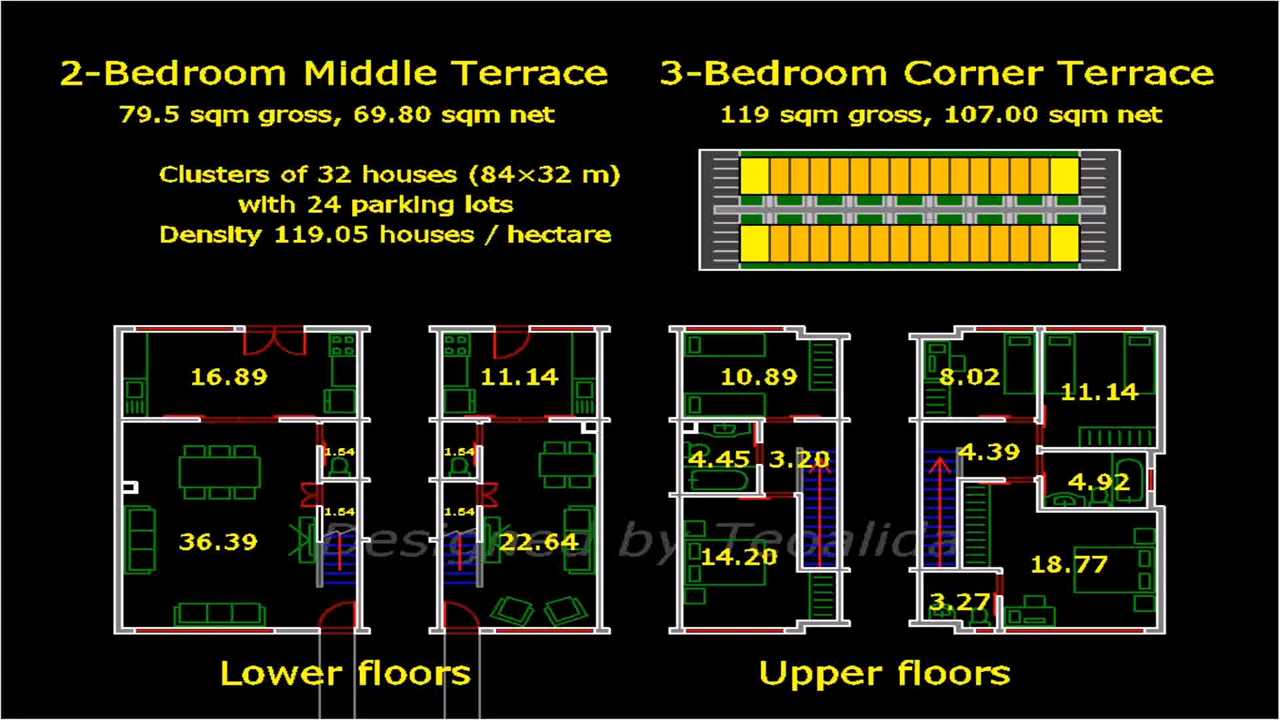 2-Bedroom Middle Terrace
79.5 sqm gross, 69.80 sqm net
3-Bedroom Corner Terrace
119 sqm gross, 107.00 sqm net
Clusters of 32 houses (84×32 m)
with 24 parking lots
Density 119.05 houses / hectare
16.89
1.54
1.54
36.39
11.14
1.54
1.54
22.64
10.89
4.45
3.20
14.20
8.02
11.14
4.39
4.92
18.77
3.27
Designed by Teoalida
Lower floors
Upper floors